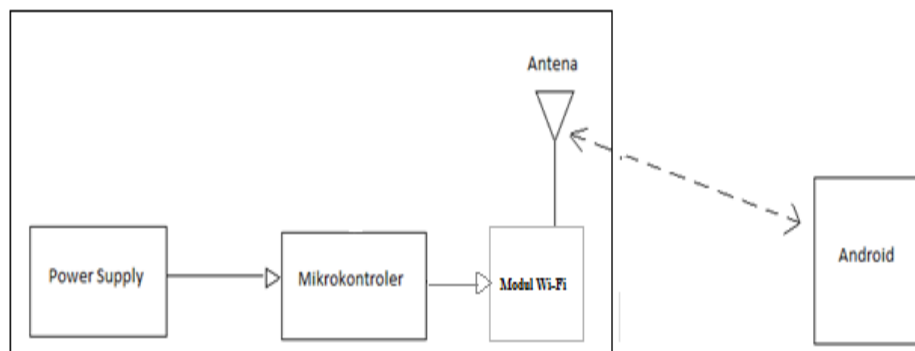 Antena
Power Supply
Mikrokontroler
Modul Wi-Fi
Android